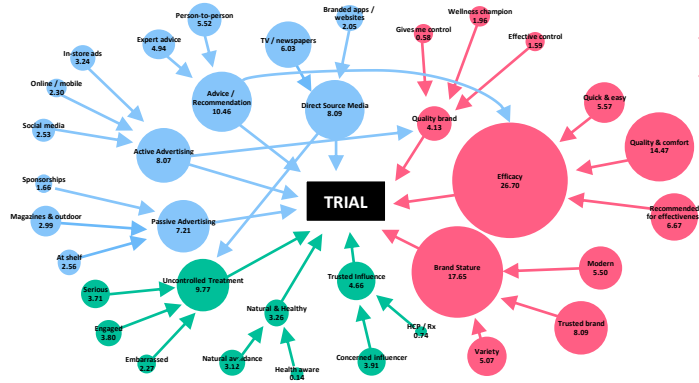 Person-to-person
5.52
Branded apps /
websites
2.05
Wellness champion
1.96
Gives me control
0.58
Effective control
1.59
Expert advice
4.94
TV / newspapers
6.03
In-store ads
3.24
Online / mobile
2.30
Advice /
Recommendation
10.46
Direct Source Media
8.09
Quick & easy
5.57
Social media
2.53
Quality brand
4.13
Quality & comfort
14.47
Active Advertising
8.07
Efficacy
26.70
Sponsorships
1.66
TRIAL
Recommended
for effectivenes
6.67
Magazines & outdoor
2.99
Passive Advertising
7.21
At shelf
2.56
Uncontrolled Treatment
9.77
Trusted Influence
4.66
Brand Stature
17.65
Modern
5.50
Serious
3.71
Natural & Healthy
3.26
Engaged
3.80
HCP / Rx
0.74
Trusted brand
8.09
Embarrassed
2.27
Natural av dance
3.12
Health aware
0.14
Concerned influencer
3.91
Variety
5.07